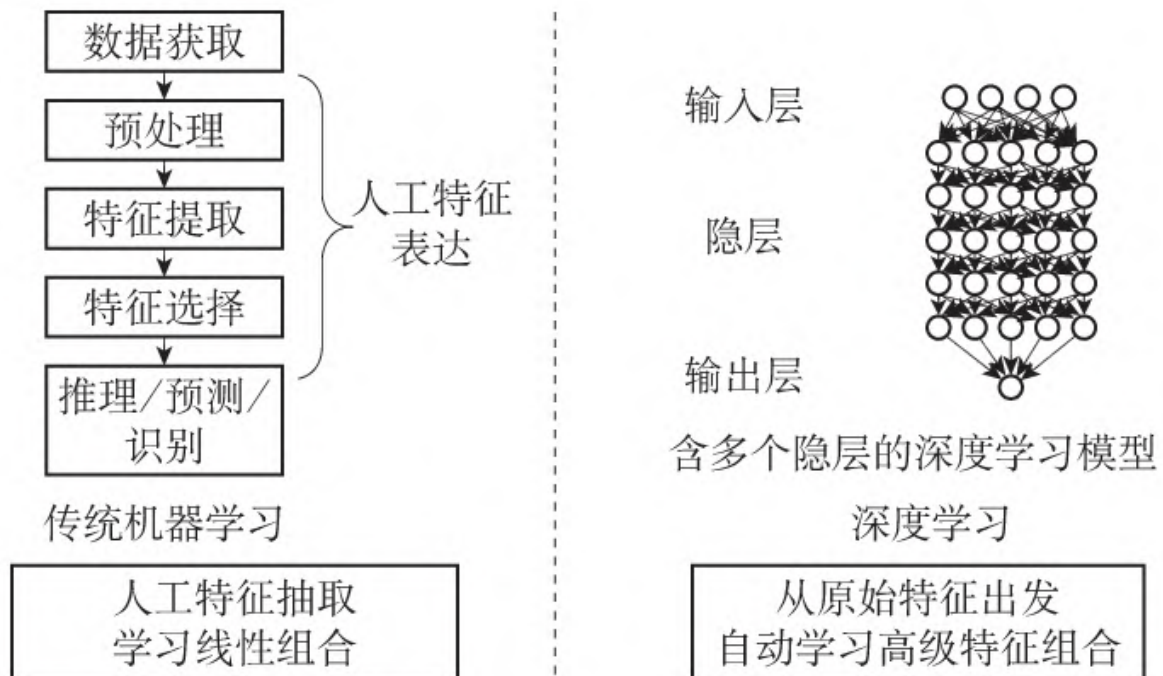 数据获取
预处理
特征提取
特征选择
推理/预测/
识别
人工特征
表达
传统机器学习
人工特征抽取
学习线性组合
输入层
隐层
输出层
含多个隐层的深度学习模型
深度学习
从原始特征出发
自动学习高级特征组合